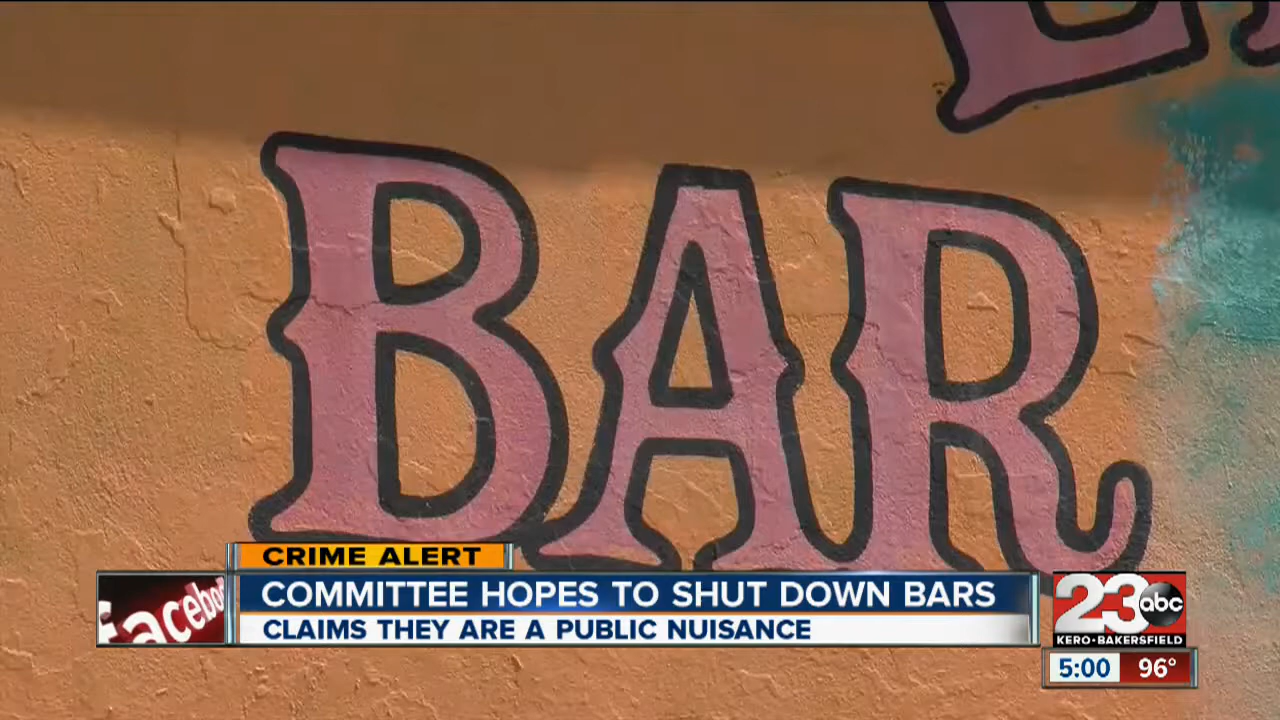 BAR
CRIME ALERT
COMMITTEE HOPES TO SHUT DOWN BARS
CLAIMS THEY ARE A PUBLIC NUISANCE
23 abc
KERO·BAKERSFIELD
5:00 96°